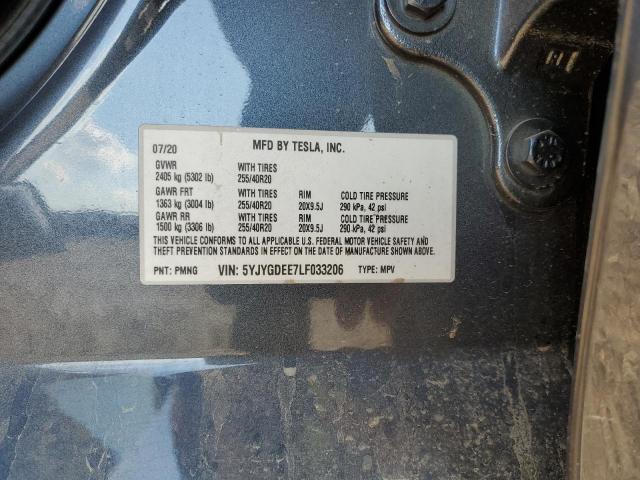 07/20 MFD BY TESLA, INC.
GVWR WITH TIRES
2405 kg (5302 lb) 255/40R20
GAWR FRT WITH TIRES RIM COLD TIRE PRESSURE
1363 kg (3004 lb) 255/40R20 20X9.5J 290 kPa, 42 psi
GAWR RR WITH TIRES RIM COLD TIRE PRESSURE
1500 kg (3306 lb) 255/40R20 20X9.5J 290 kPa, 42 psi
THIS VEHICLE CONFORMS TO ALL APPLICABLE U.S. FEDERAL MOTOR VEHICLE SAFETY AND
THEFT PREVENTION STANDARDS IN EFFECT ON THE DATE OF MANUFACTURE SHOWN ABOVE.
PNT: PMNG VIN: 5YJYGDEE7LF033206 TYPE: MPV